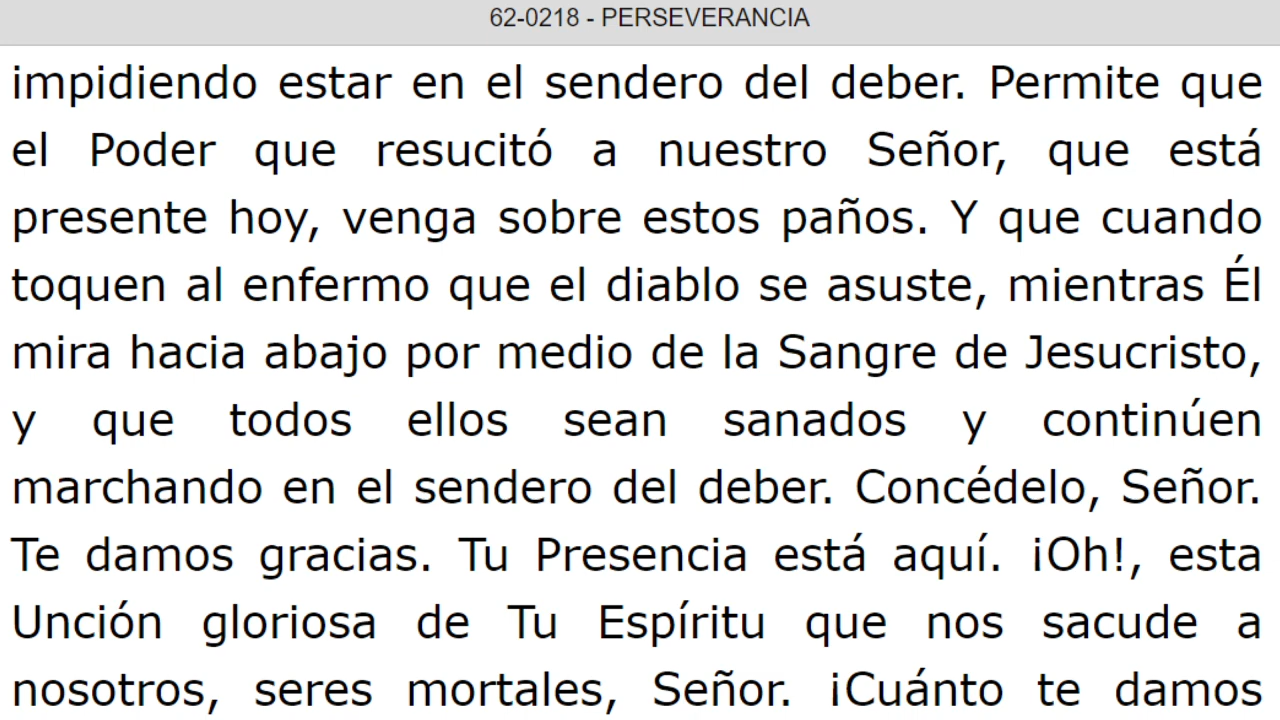 62-0218 - PERSEVERANCIA
impidiendo estar en el sendero del deber. Permite que
el Poder que resucitó a nuestro Señor, que está
presente hoy, venga sobre estos paños. Y que cuando
toquen al enfermo que el diablo se asuste, mientras Él
mira hacia abajo por medio de la Sangre de Jesucristo,
y que todos ellos sean sanados y continúen
marchando en el sendero del deber. Concédelo, Señor.
Te damos gracias. Tu Presencia está aquí. ¡Oh!, esta
Unción gloriosa de Tu Espíritu que nos sacude a
nosotros, seres mortales, Señor. ¡Cuánto te damos